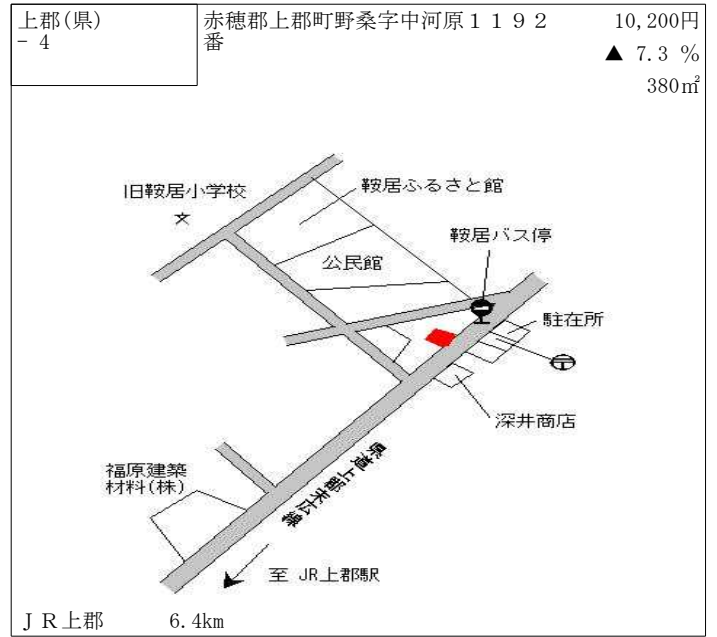 上郡(県)
- 4
赤穂郡上郡町野桑字中河原１１９２
番
10,200円
▲ 7.3 %
380㎡
旧鞍居小学校
文
鞍居ふるさと館
鞍居バス停
公民館
駐在所
〒
深井商店
福原建築
材料(株)
県道上郡末広線
至 JR上郡駅
ＪＲ上郡 6.4km